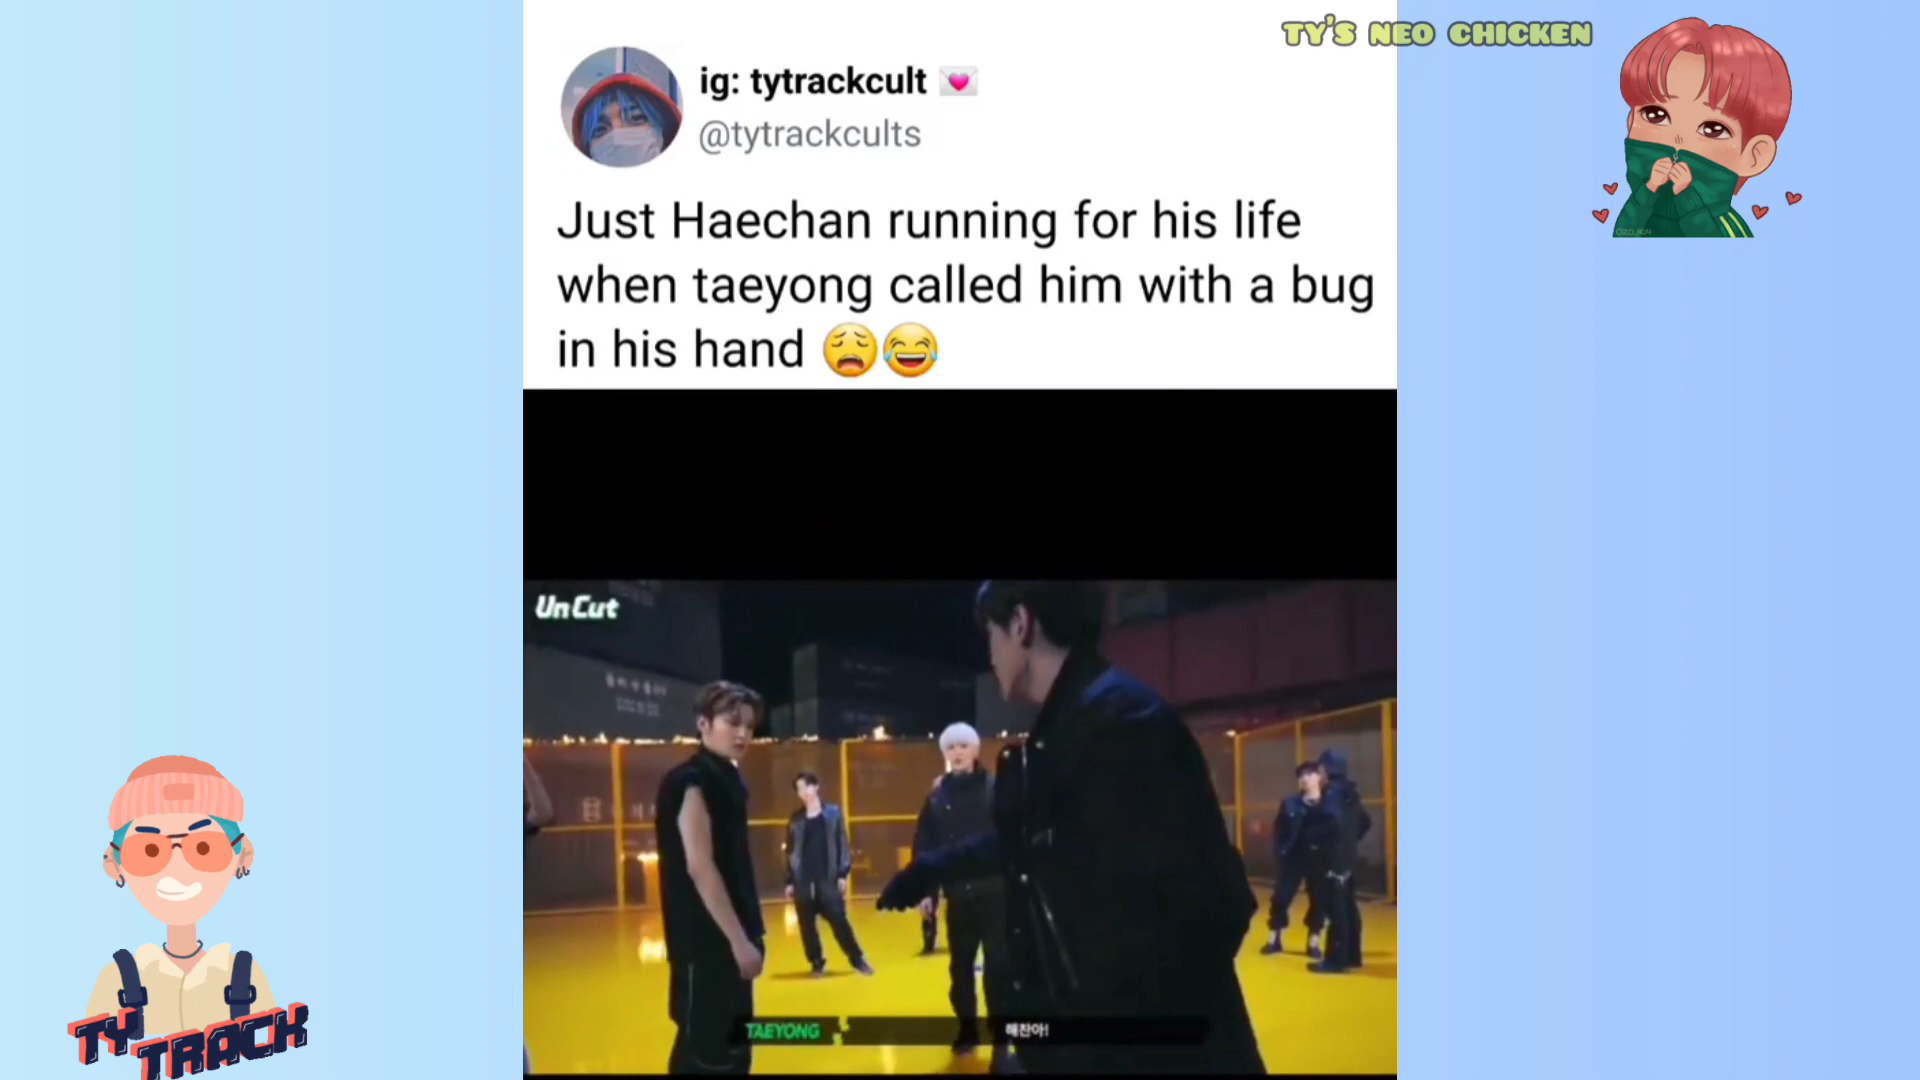 TY'S NEO CHICKEN
ig: tytrackcult 💌
@tytrackcults
Just Haechan running for his life
when taeyong called him with a bug
in his hand 😩😂
UnCut
TAEYONG
해찬아!
TY
TRACK